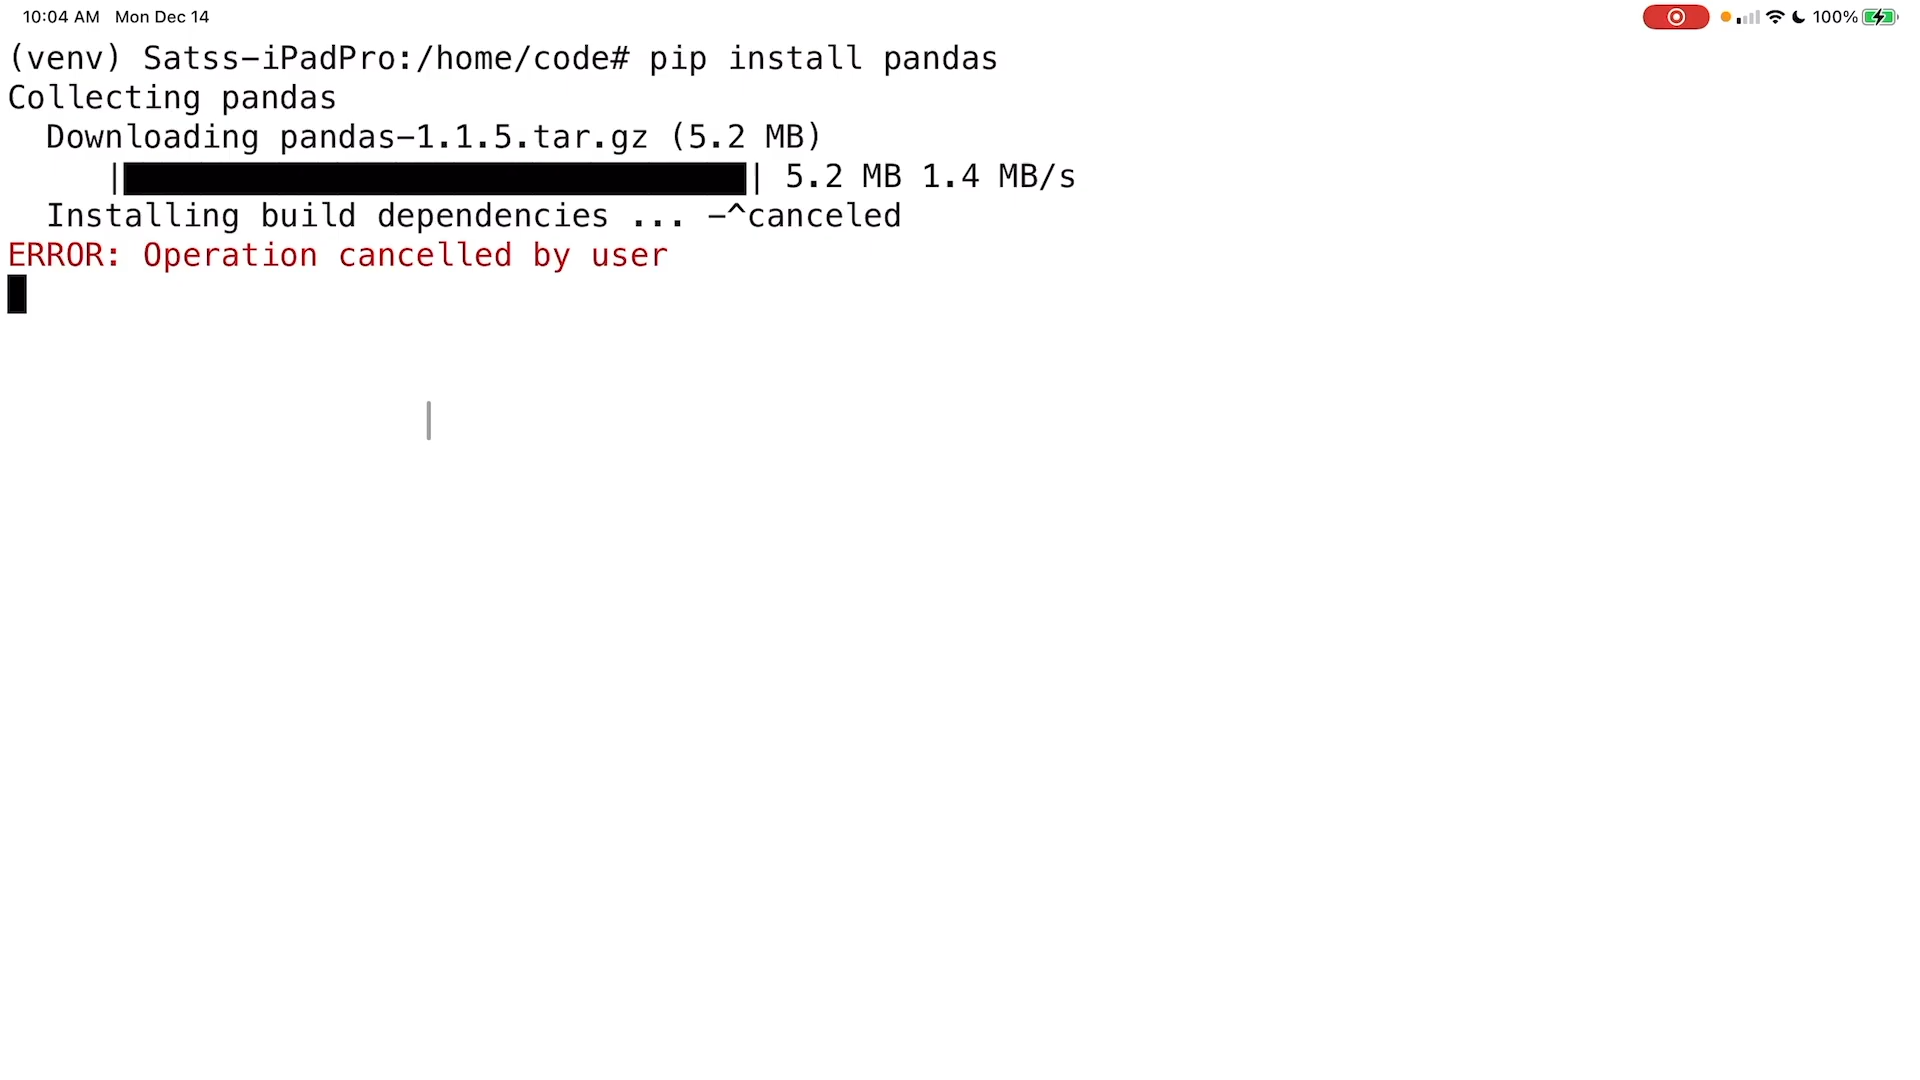 10:04 AM Mon Dec 14 100%
(venv) Satss-iPadPro:/home/code# pip install pandas
Collecting pandas
Downloading pandas-1.1.5.tar.gz (5.2 MB)
|████████████████████████████████| 5.2 MB 1.4 MB/s
Installing build dependencies ... -^canceled
ERROR: Operation cancelled by user